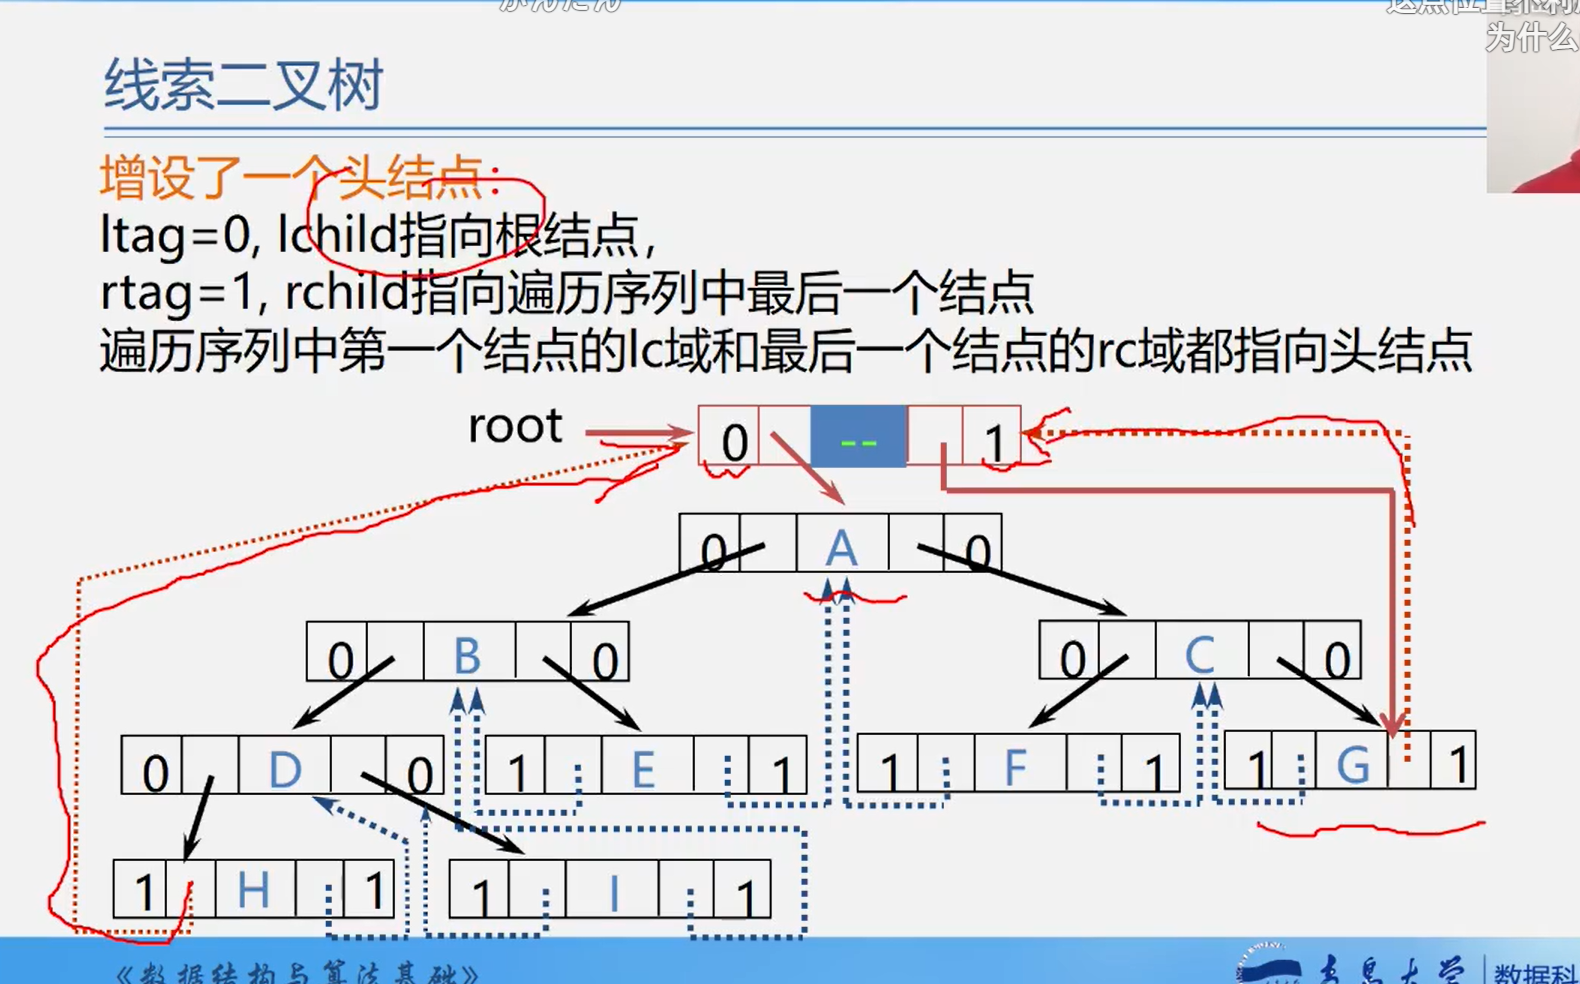 かんたん
为什么
线索二叉树
增设了一个头结点:
ltag=0, lchild指向根结点,
rtag=1, rchild指向遍历序列中最后一个结点
遍历序列中第一个结点的lc域和最后一个结点的rc域都指向头结点
root 0 -- 1
0 A 0
0 B 0 0 C 0
0 D 0 1 E 1 1 F 1 1 G 1
1 H 1 1 I 1
《数据结构与算法基础》 青岛大学 数据科